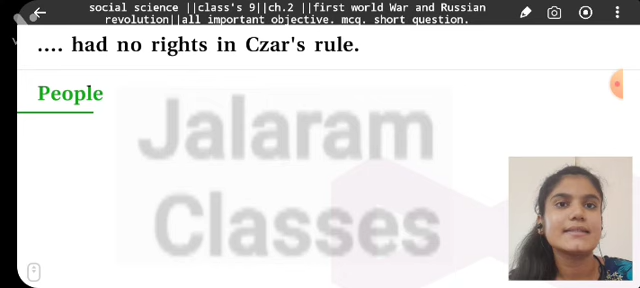 social science ||class's 9||ch.2 ||first world War and Russian
revolution||all important objective. mcq. short question.
.... had no rights in Czar's rule.
People
Jalaram
Classes